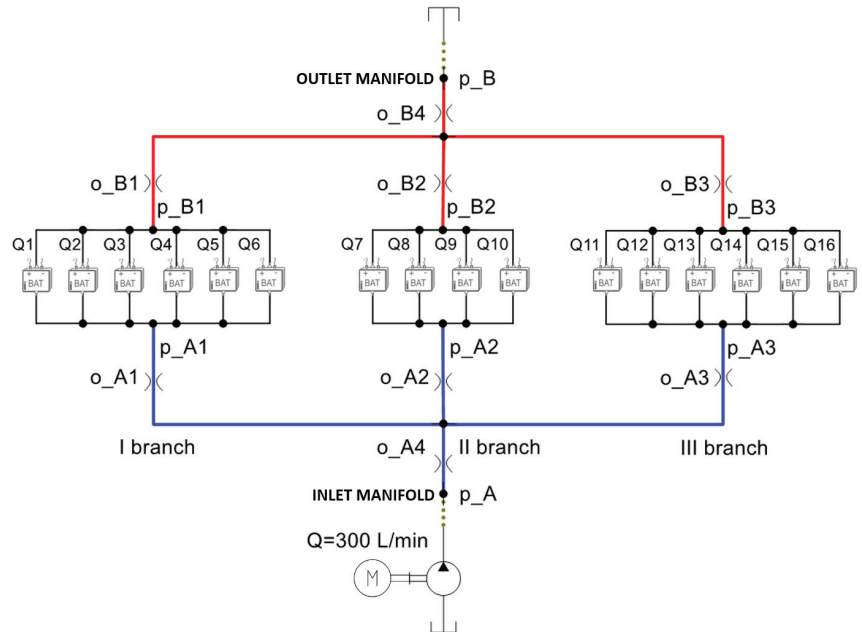 OUTLET MANIFOLD p_B
o_B4
o_B1 o_B2 o_B3
p_B1 p_B2 p_B3
Q1 Q2 Q3 Q4 Q5 Q6 Q7 Q8 Q9 Q10 Q11 Q12 Q13 Q14 Q15 Q16
+ - + - + - + - + - + - + - + - + - + - + - + - + - + - + - + -
BAT BAT BAT BAT BAT BAT BAT BAT BAT BAT BAT BAT BAT BAT BAT BAT
p_A1 p_A2 p_A3
o_A1 o_A2 o_A3
I branch o_A4 II branch III branch
INLET MANIFOLD p_A
Q=300 L/min
M